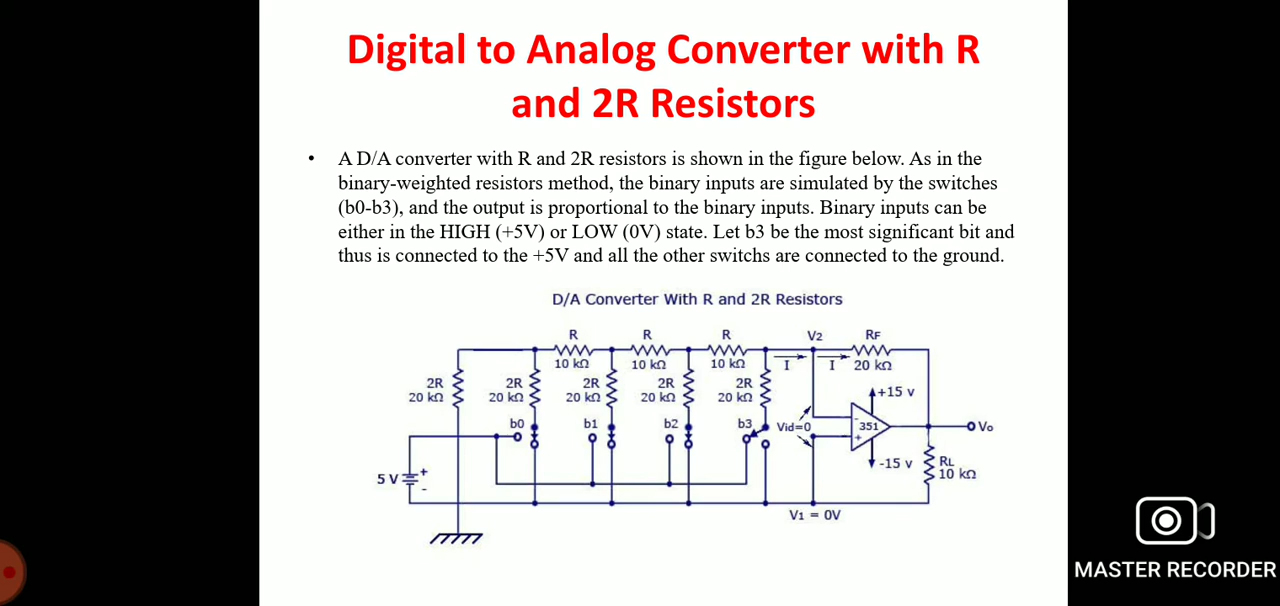 Digital to Analog Converter with R
and 2R Resistors
• A D/A converter with R and 2R resistors is shown in the figure below. As in the
binary-weighted resistors method, the binary inputs are simulated by the switches
(b0-b3), and the output is proportional to the binary inputs. Binary inputs can be
either in the HIGH (+5V) or LOW (0V) state. Let b3 be the most significant bit and
thus is connected to the +5V and all the other switchs are connected to the ground.
D/A Converter With R and 2R Resistors
R R R V2 RF
10 kΩ 10 kΩ 10 kΩ I I 20 kΩ
2R 2R 2R 2R 2R
20 kΩ 20 kΩ 20 kΩ 20 kΩ 20 kΩ +15 v
b0 b1 b2 b3 Vid=0 - 351 Vo
+
5 V + - -15 v RL
10 kΩ
V1 = 0V
MASTER RECORDER